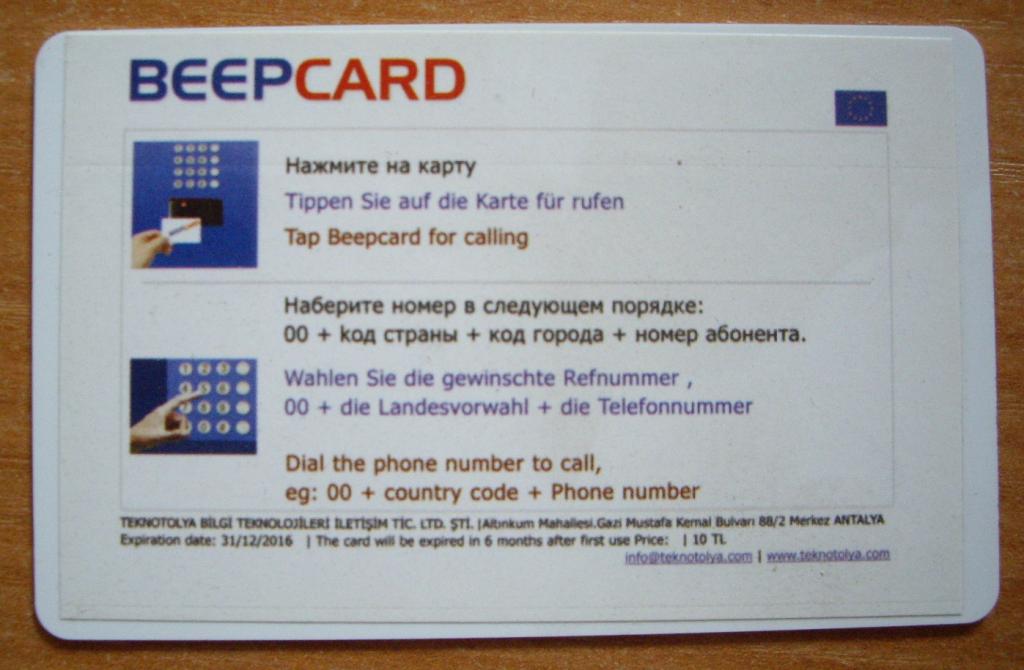 BEEPCARD
Нажмите на карту
Tippen Sie auf die Karte für rufen
Tap Beepcard for calling
Наберите номер в следующем порядке:
00 + kод страны + код города + номер абонента.
Wahlen Sie die gewinschte Refnummer ,
00 + die Landesvorwahl + die Telefonnummer
Dial the phone number to call,
eg: 00 + country code + Phone number
TEKNOTOLYA BİLGİ TEKNOLOJİLERİ İLETİŞİM TİC. LTD. ŞTİ. |Altınkum Mahallesi.Gazi Mustafa Kemal Bulvarı 88/2 Merkez ANTALYA
Expiration date: 31/12/2016 | The card will be expired in 6 months after first use Price: | 10 TL
info@teknotolya.com | www.teknotolya.com